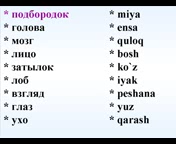 * подбородок * miya
* голова * ensa
* мозг * quloq
* лицо * bosh
* затылок * ko`z
* лоб * iyak
* взгляд * peshana
* глаз * yuz
* ухо * qarash